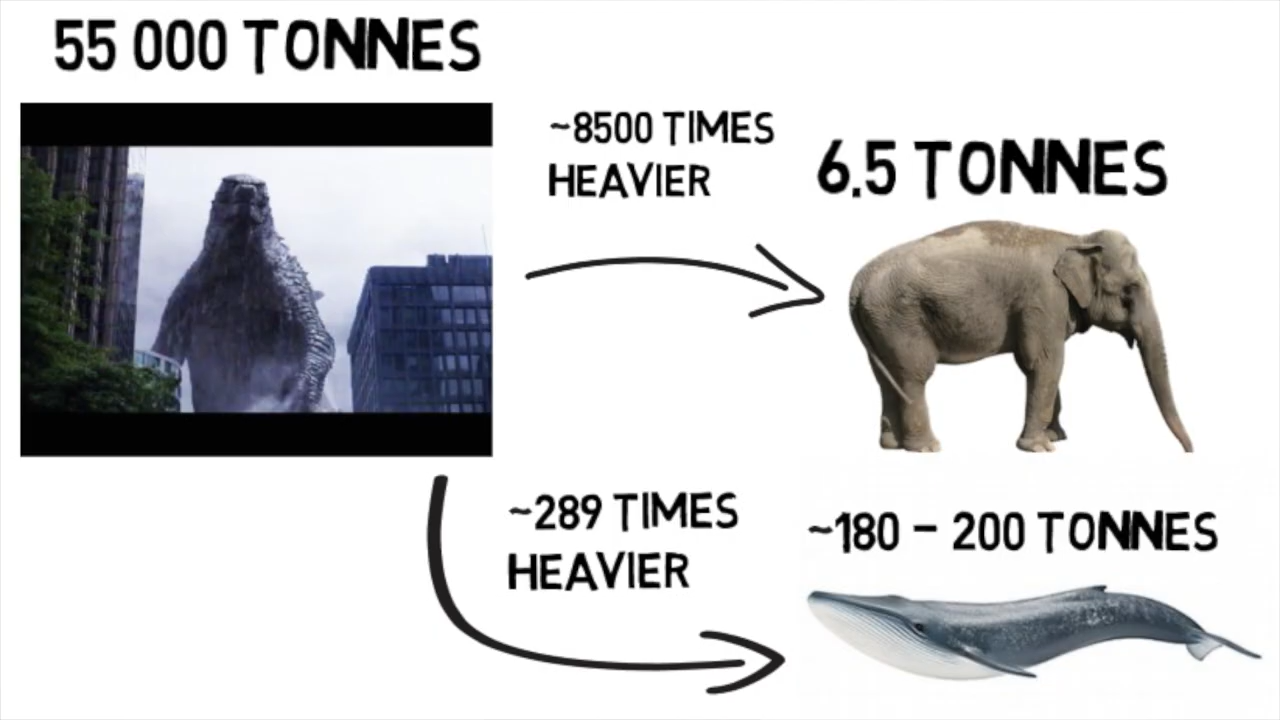 55 000 TONNES
~8500 TIMES
HEAVIER
6.5 TONNES
~289 TIMES
HEAVIER
~180 – 200 TONNES